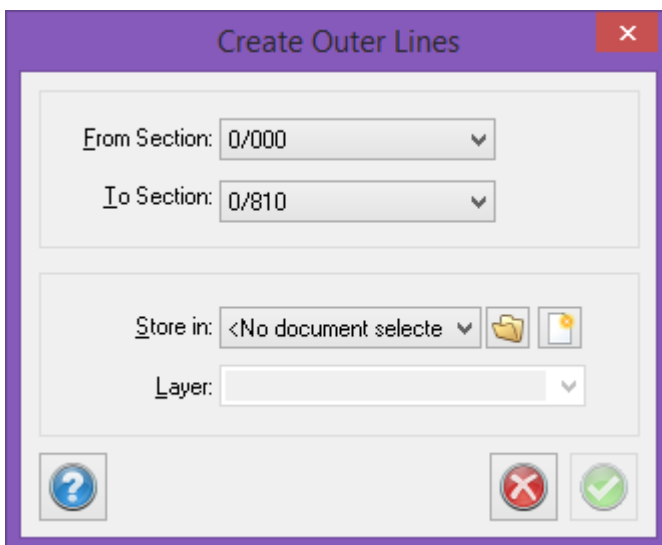 Create Outer Lines
From Section: 0/000
To Section: 0/810
Store in: <No document selecte
Layer: